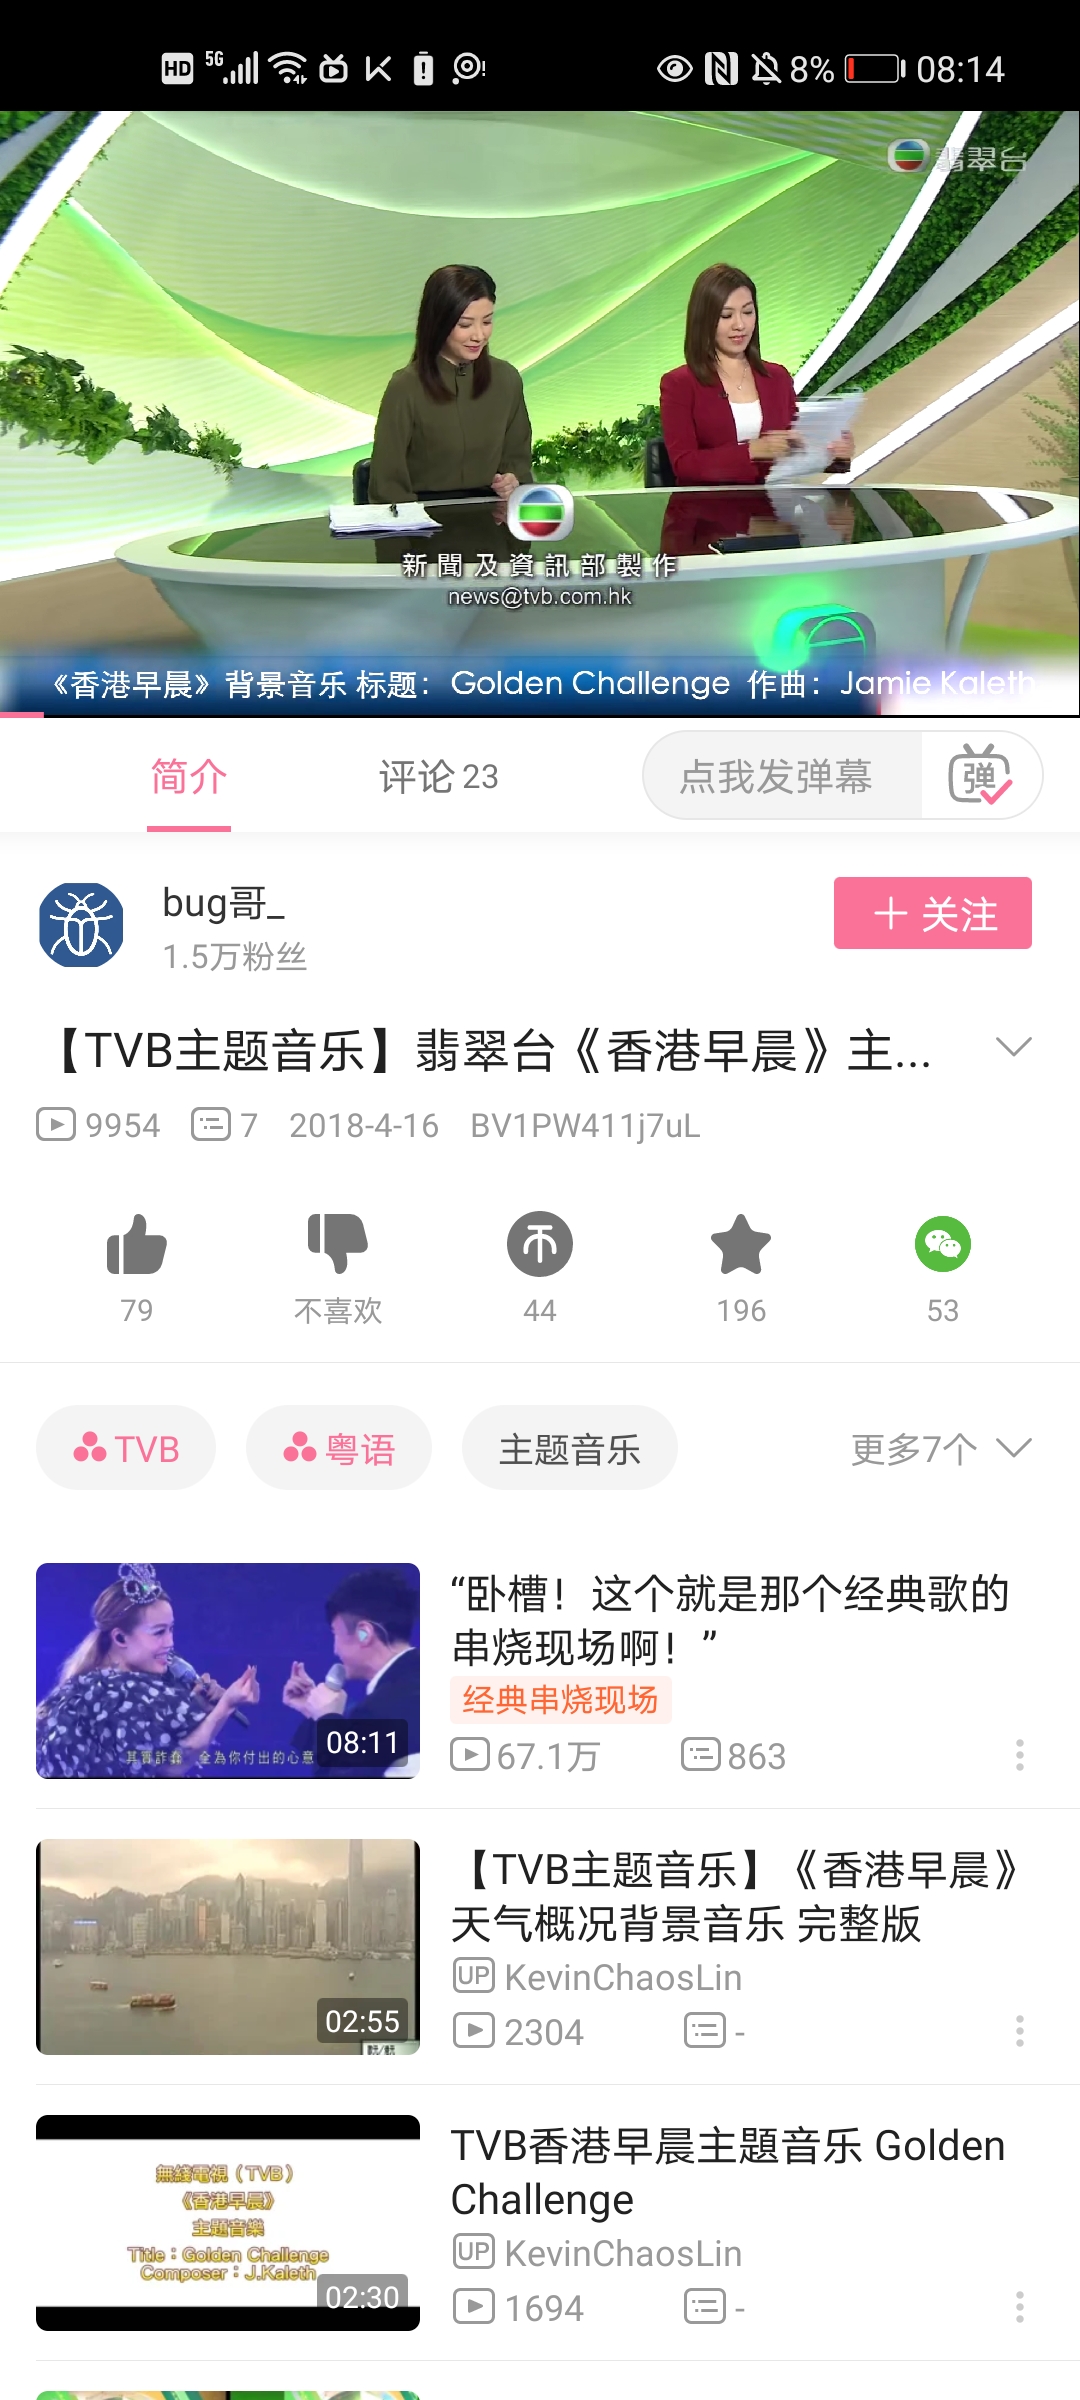 HD 5G 8% 08:14
翡翠台
新聞及資訊部製作
news@tvb.com.hk
《香港早晨》背景音乐 标题：Golden Challenge 作曲：Jamie Kaleth
简介 评论 23 点我发弹幕 弹
bug哥_
1.5万粉丝
＋关注
【TVB主题音乐】翡翠台《香港早晨》主...
9954 7 2018-4-16 BV1PW411j7uL
79 不喜欢 44 196 53
TVB 粤语 主题音乐 更多7个
“卧槽！这个就是那个经典歌的
串烧现场啊！”
经典串烧现场
67.1万 863
全為你付出的心意
08:11
【TVB主题音乐】《香港早晨》
天气概况背景音乐 完整版
UP KevinChaosLin
2304 -
02:55
TVB香港早晨主題音乐 Golden
Challenge
UP KevinChaosLin
1694 -
無綫電視（TVB）
《香港早晨》
主題音樂
Title：Golden Challenge
Composer：J.Kaleth
02:30